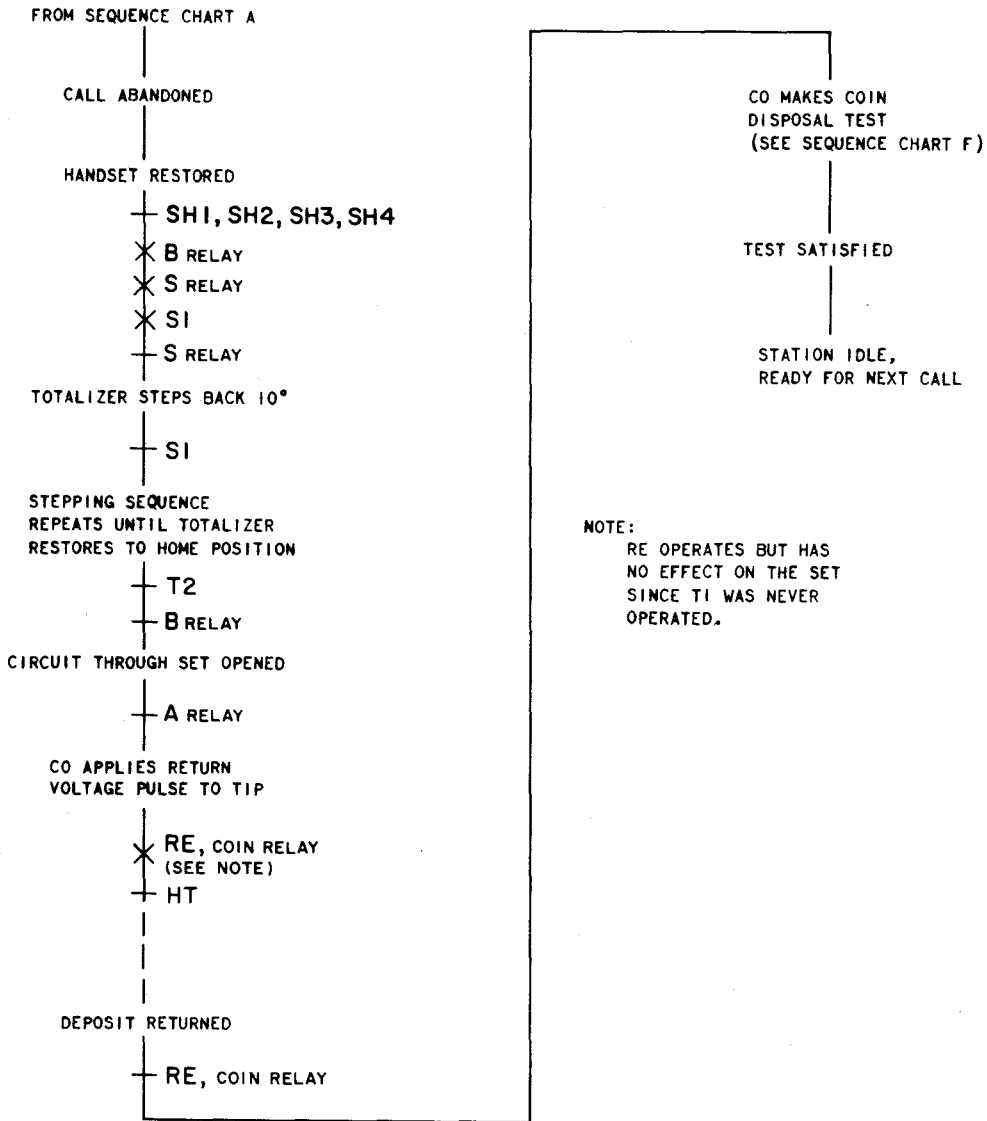 FROM SEQUENCE CHART A
CALL ABANDONED
HANDSET RESTORED
SH1, SH2, SH3, SH4
B RELAY
S RELAY
S1
S RELAY
TOTALIZER STEPS BACK 10°
S1
STEPPING SEQUENCE
REPEATS UNTIL TOTALIZER
RESTORES TO HOME POSITION
T2
B RELAY
CIRCUIT THROUGH SET OPENED
A RELAY
CO APPLIES RETURN
VOLTAGE PULSE TO TIP
RE, COIN RELAY
(SEE NOTE)
HT
DEPOSIT RETURNED
RE, COIN RELAY
CO MAKES COIN
DISPOSAL TEST
(SEE SEQUENCE CHART F)
TEST SATISFIED
STATION IDLE,
READY FOR NEXT CALL
NOTE:
RE OPERATES BUT HAS
NO EFFECT ON THE SET
SINCE T1 WAS NEVER
OPERATED.